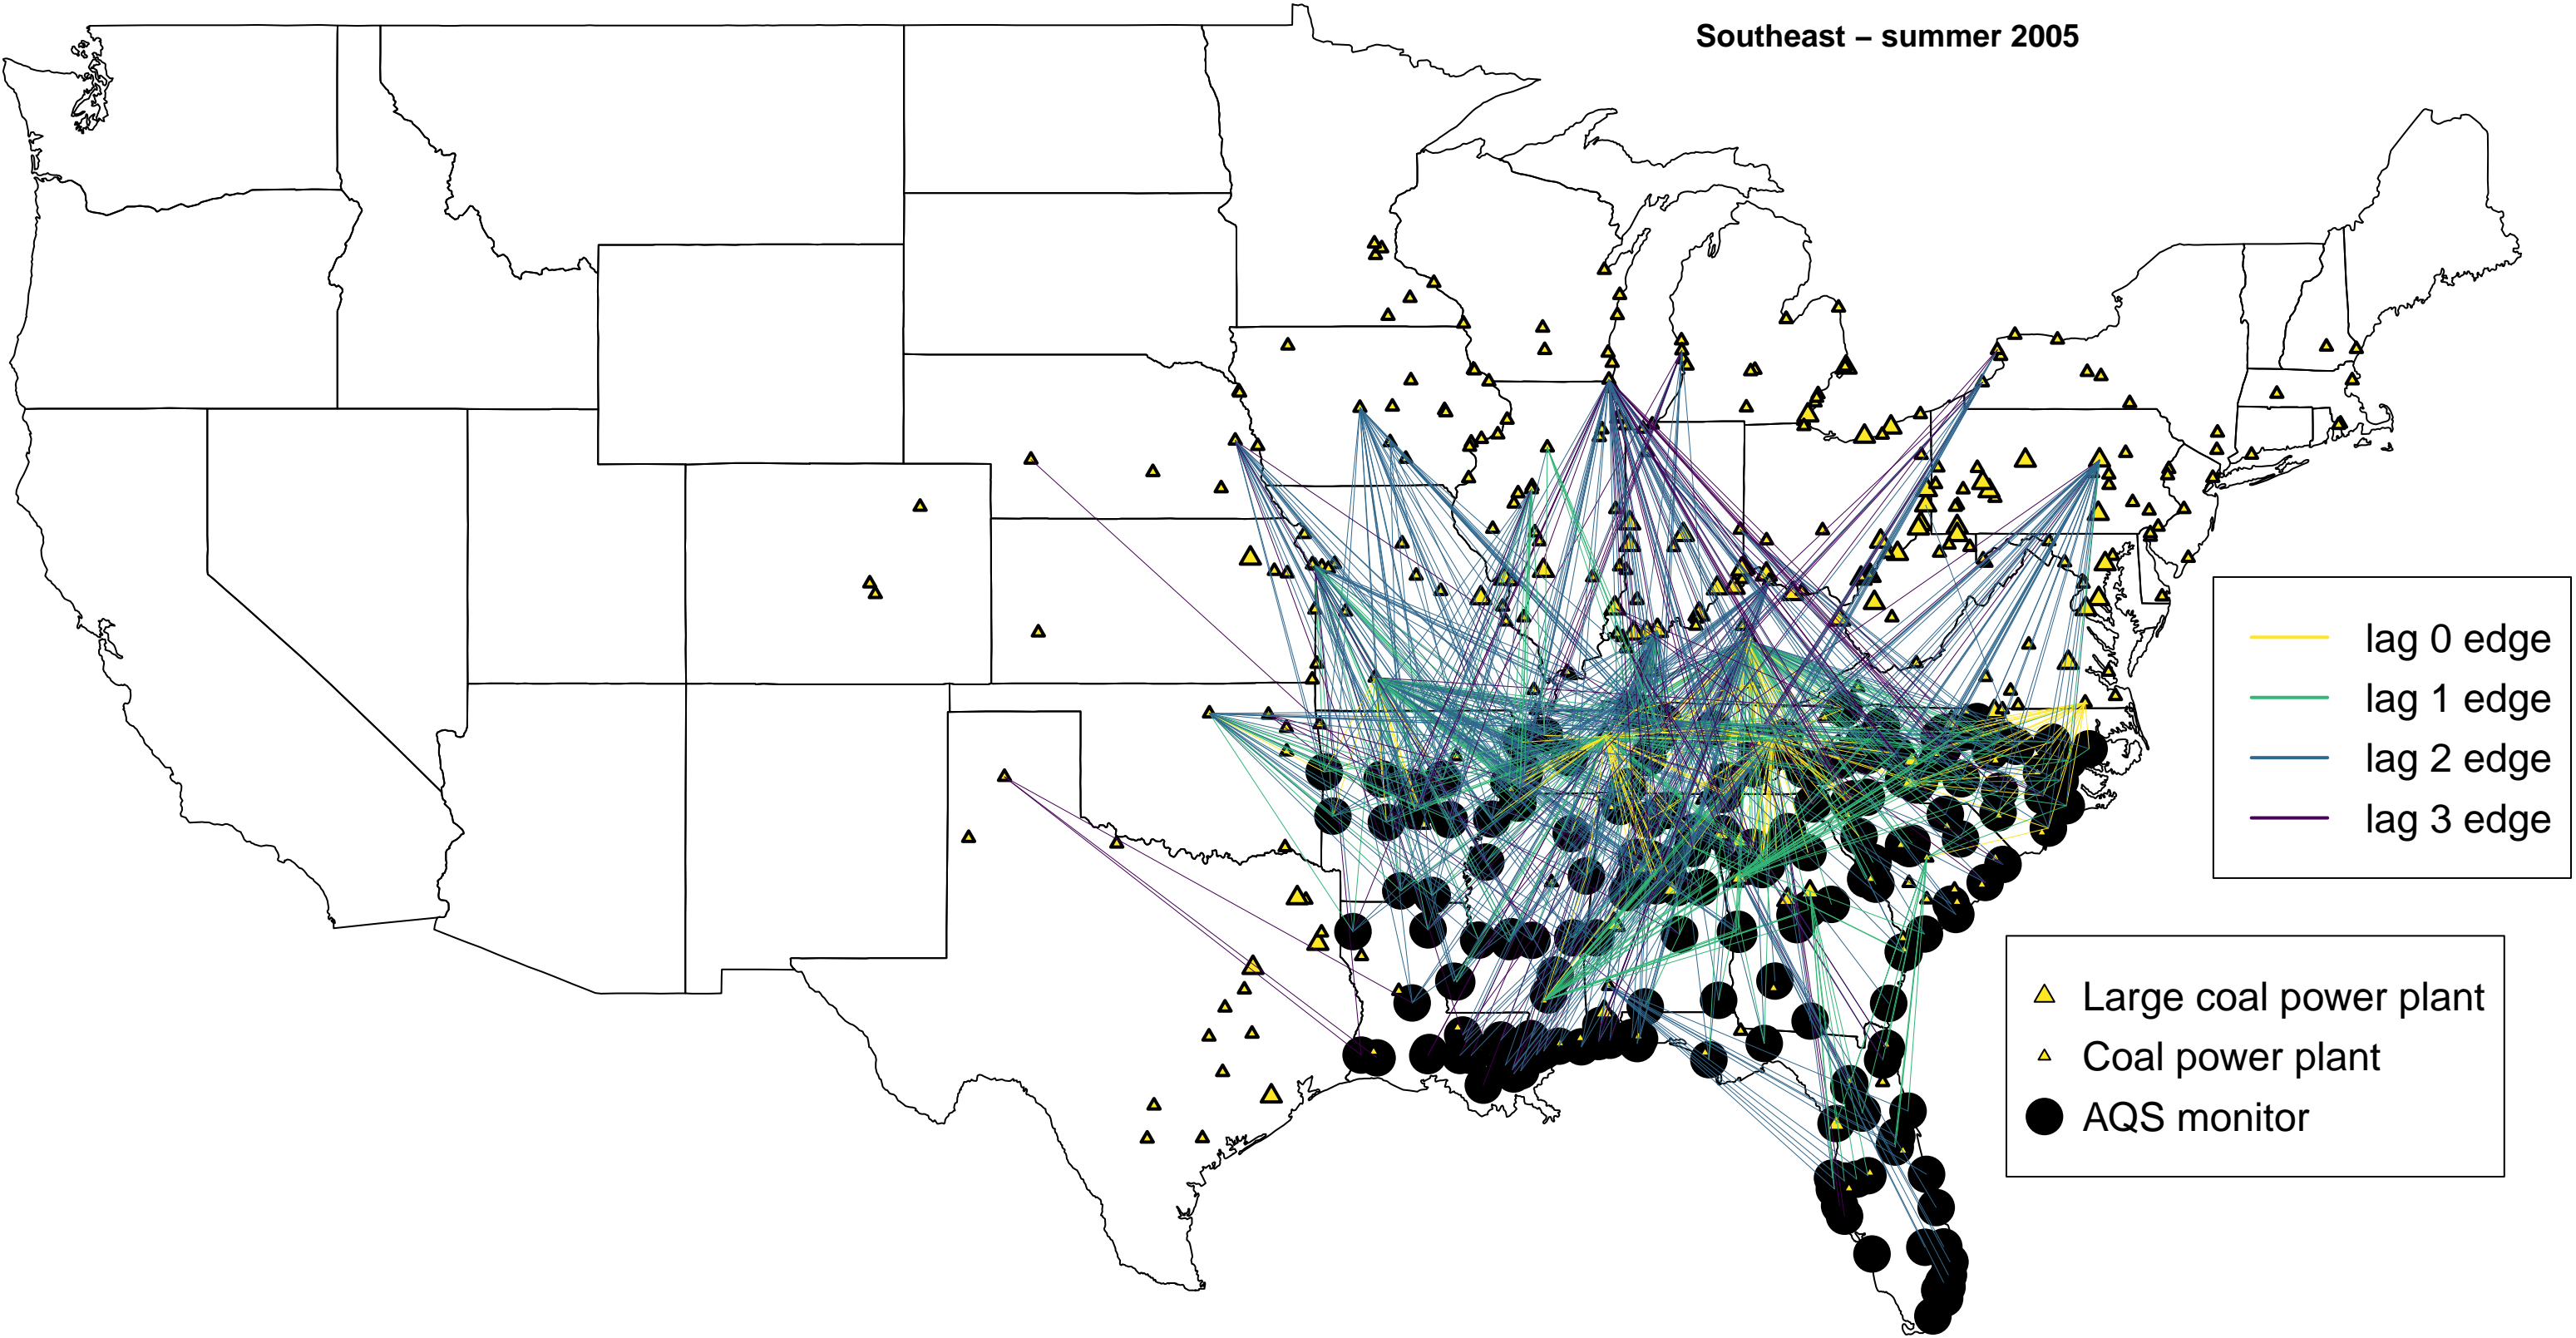 Southeast – summer 2005
lag 0 edge
lag 1 edge
lag 2 edge
lag 3 edge
Large coal power plant
Coal power plant
AQS monitor